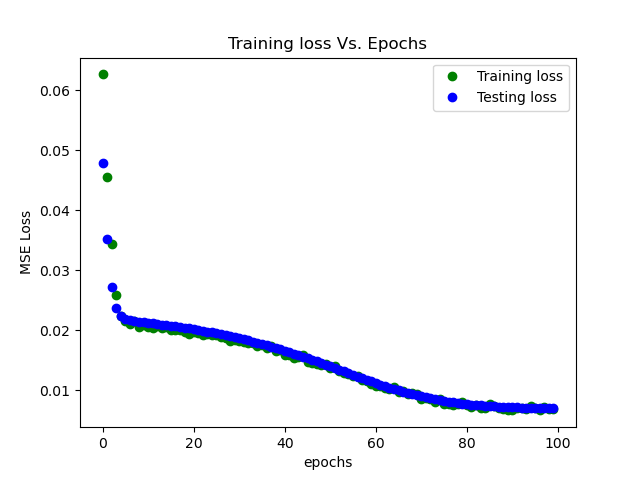 Training loss Vs. Epochs
Training loss
Testing loss
MSE Loss
0.06
0.05
0.04
0.03
0.02
0.01
0 20 40 60 80 100
epochs